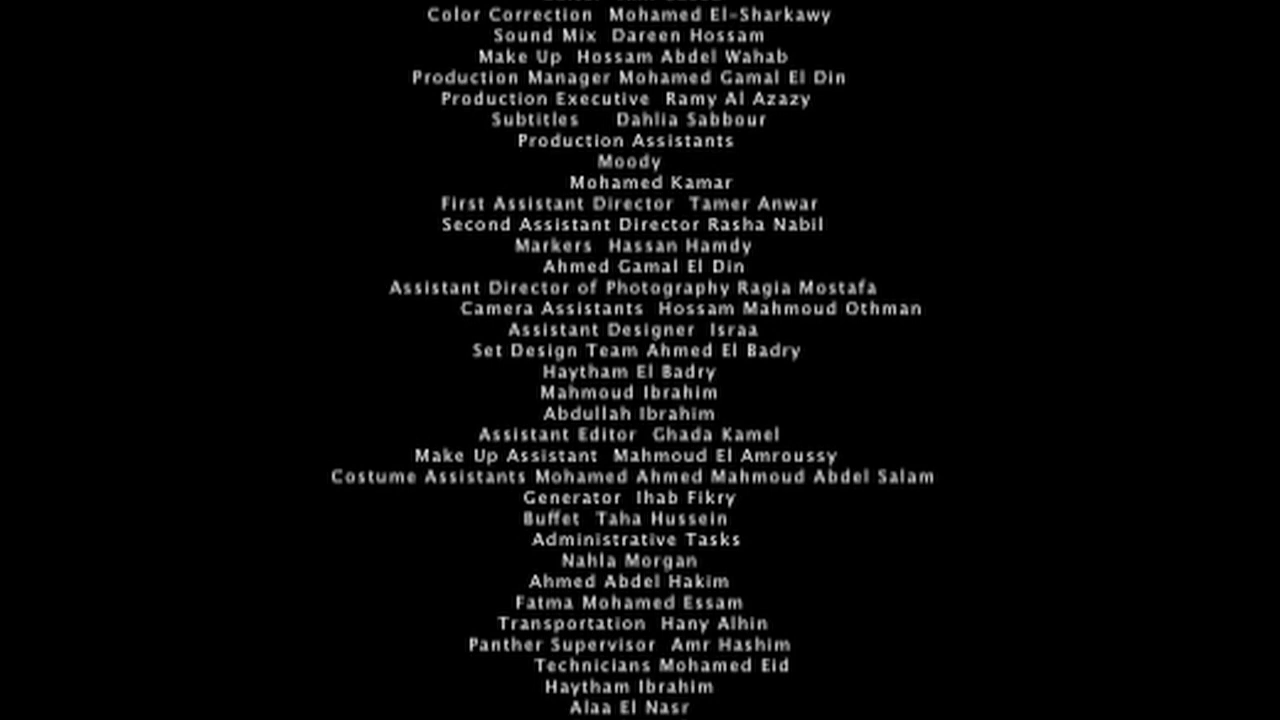 Color Correction Mohamed El-Sharkawy
Sound Mix Dareen Hossam
Make Up Hossam Abdel Wahab
Production Manager Mohamed Gamal El Din
Production Executive Ramy Al Azazy
Subtitles Dahlia Sabbour
Production Assistants
Moody
Mohamed Kamar
First Assistant Director Tamer Anwar
Second Assistant Director Rasha Nabil
Markers Hassan Hamdy
Ahmed Gamal El Din
Assistant Director of Photography Ragia Mostafa
Camera Assistants Hossam Mahmoud Othman
Assistant Designer Israa
Set Design Team Ahmed El Badry
Haytham El Badry
Mahmoud Ibrahim
Abdullah Ibrahim
Assistant Editor Ghada Kamel
Make Up Assistant Mahmoud El Amroussy
Costume Assistants Mohamed Ahmed Mahmoud Abdel Salam
Generator Ihab Fikry
Buffet Taha Hussein
Administrative Tasks
Nahla Morgan
Ahmed Abdel Hakim
Fatma Mohamed Essam
Transportation Hany Alhin
Panther Supervisor Amr Hashim
Technicians Mohamed Eid
Haytham Ibrahim
Alaa El Nasr